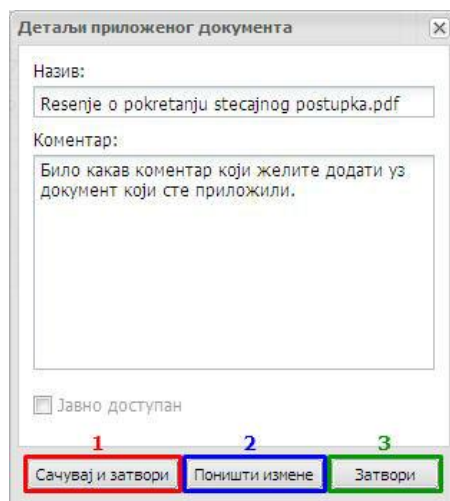 Детаљи приложеног документа
Назив:
Resenje o pokretanju stecajnog postupka.pdf
Коментар:
Било какав коментар који желите додати уз
документ који сте приложили.
Јавно доступан
1 2 3
Сачувај и затвори Поништи измене Затвори